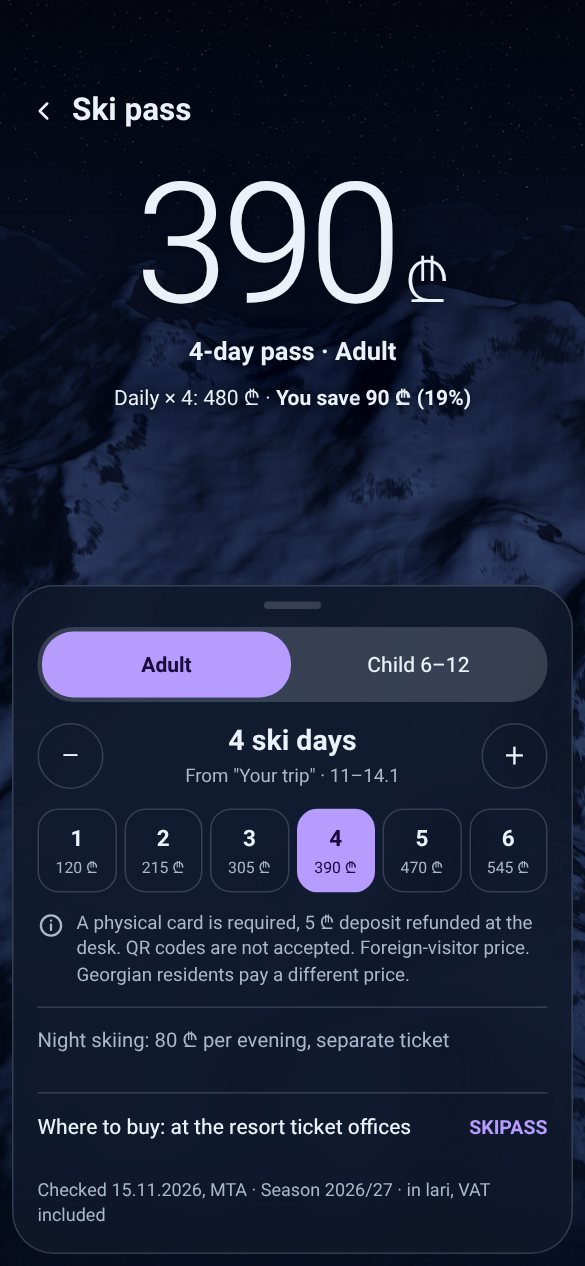 Ski pass
390 ₾
4-day pass · Adult
Daily × 4: 480 ₾ · You save 90 ₾ (19%)
Adult
Child 6–12
−
4 ski days
+
From "Your trip" · 11–14.1
1
120 ₾
2
215 ₾
3
305 ₾
4
390 ₾
5
470 ₾
6
545 ₾
A physical card is required, 5 ₾ deposit refunded at the
desk. QR codes are not accepted. Foreign-visitor price.
Georgian residents pay a different price.
Night skiing: 80 ₾ per evening, separate ticket
Where to buy: at the resort ticket offices
SKIPASS
Checked 15.11.2026, MTA · Season 2026/27 · in lari, VAT
included